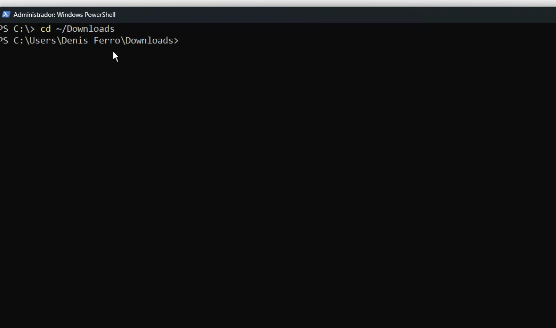 Administrador: Windows PowerShell
PS C:\> cd ~/Downloads
PS C:\Users\Denis Ferro\Downloads>